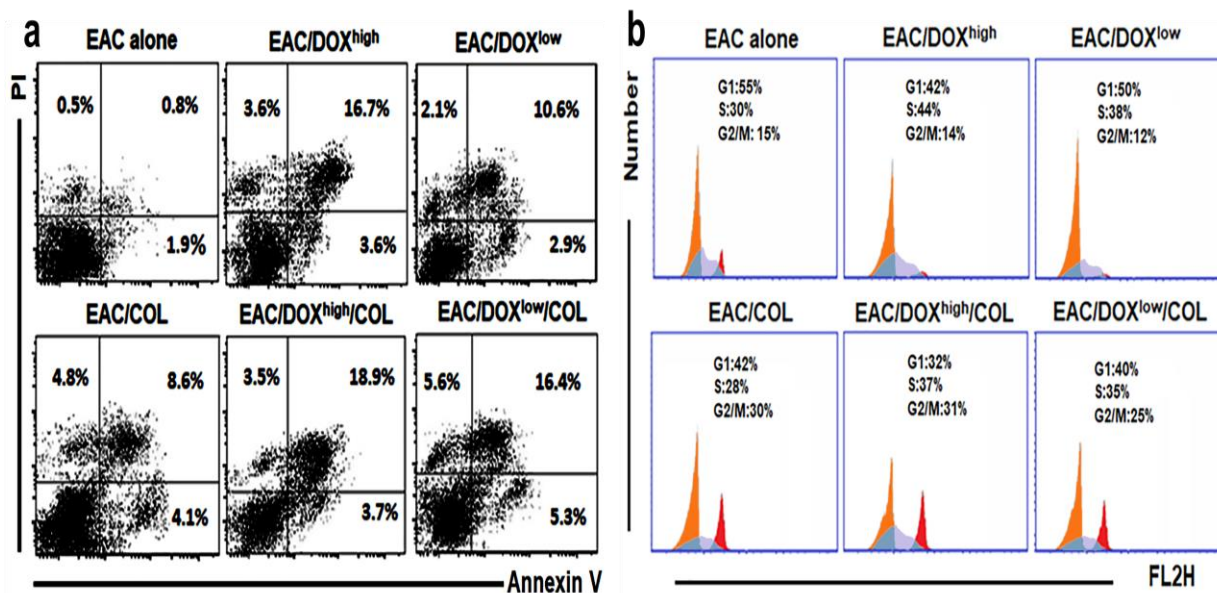 a
EAC alone
EAC/DOXhigh
EAC/DOXlow
PI
0.5%
0.8%
1.9%
3.6%
16.7%
3.6%
2.1%
10.6%
2.9%
EAC/COL
EAC/DOXhigh/COL
EAC/DOXlow/COL
4.8%
8.6%
4.1%
3.5%
18.9%
3.7%
5.6%
16.4%
5.3%
Annexin V
b
EAC alone
EAC/DOXhigh
EAC/DOXlow
Number
G1:55%
S:30%
G2/M: 15%
G1:42%
S:44%
G2/M:14%
G1:50%
S:38%
G2/M:12%
EAC/COL
EAC/DOXhigh/COL
EAC/DOXlow/COL
G1:42%
S:28%
G2/M:30%
G1:32%
S:37%
G2/M:31%
G1:40%
S:35%
G2/M:25%
FL2H